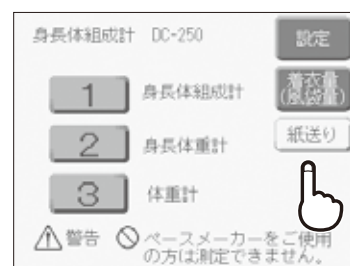 身長体組成計 DC-250
設定
1 身長体組成計
着衣量
(風袋量)
2 身長体重計
紙送り
3 体重計
警告 ペースメーカーをご使用
の方は測定できません。